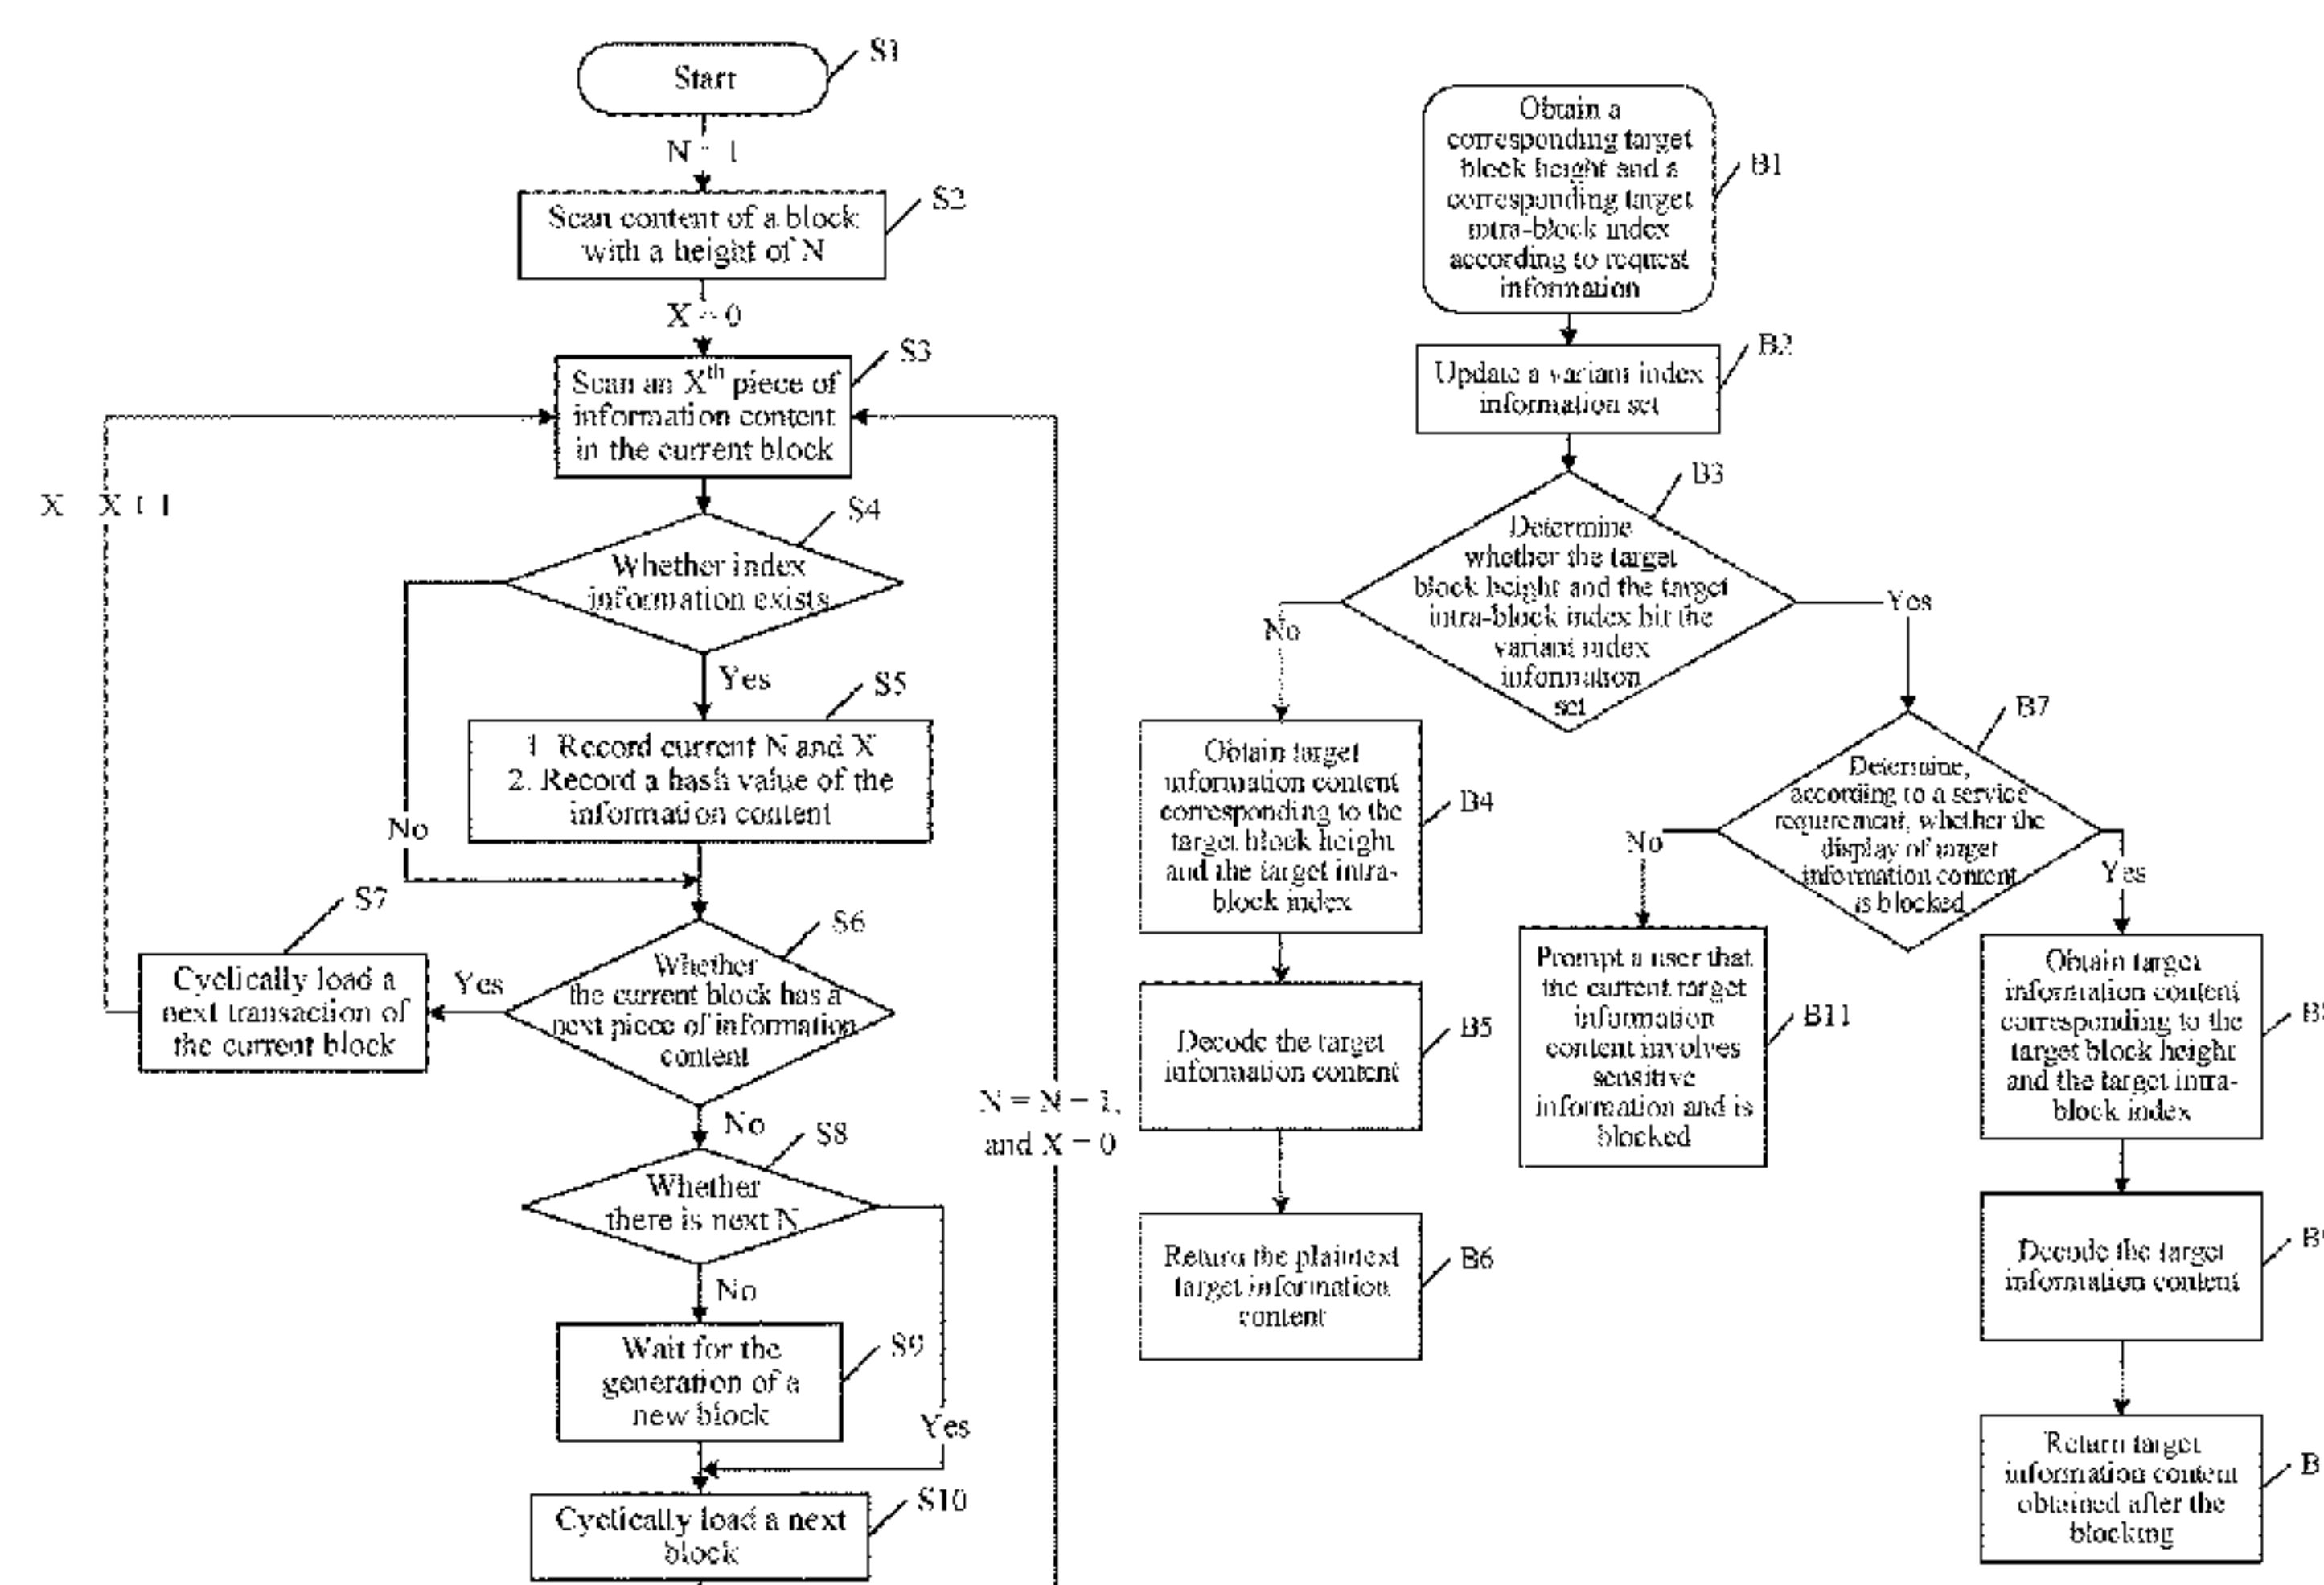 Start
S1
N = 1
Scan content of a block
with a height of N
S2
X = 0
Scan an Xth piece of
information content
in the current block
S3
X = X + 1
Whether index
information exists
S4
Yes
No
1. Record current N and X
2. Record a hash value of the
information content
S5
Whether
the current block has a
next piece of information
content
S6
Yes
Cyclically load a
next transaction of
the current block
S7
No
Whether
there is next N
S8
No
Yes
Wait for the
generation of a
new block
S9
Cyclically load a next
block
S10
and X = 0
Obtain a
corresponding target
block height and a
corresponding target
intra-block index
according to request
information
B1
Update a variant index
information set
B2
Determine
whether the target
block height and the target
intra-block index hit the
variant index
information
set
B3
No
Yes
Obtain target
information content
corresponding to the
target block height
and the target intra-
block index
B4
Decode the target
information content
B5
Return the plaintext
target information
content
B6
Determine,
according to a service
requirement, whether the
display of target
information content
is blocked
B7
No
Yes
Prompt a user that
the current target
information
content involves
sensitive
information and is
blocked
B11
Obtain target
information content
corresponding to the
target block height
and the target intra-
block index
Decode the target
information content
Return target
information content
obtained after the
blocking